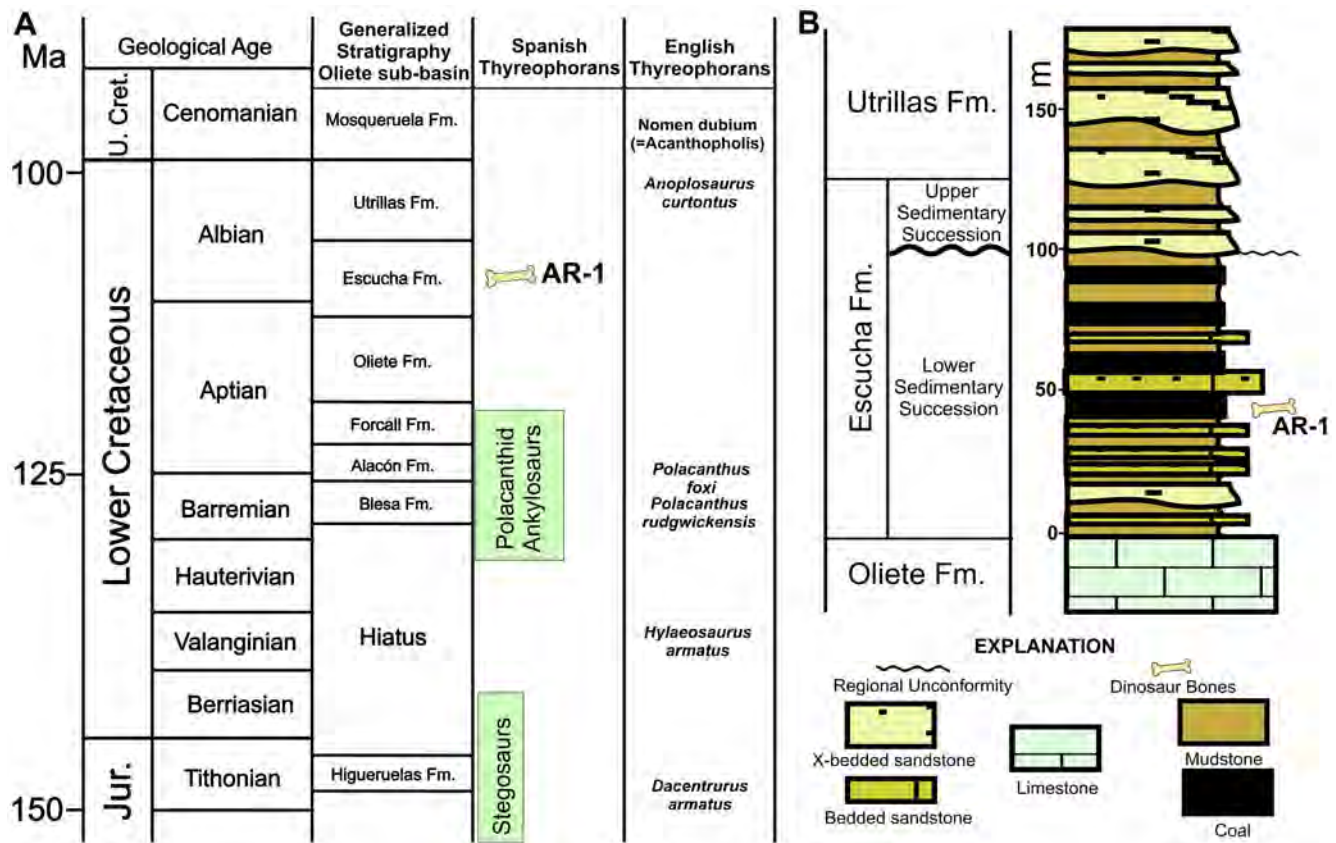 A
Ma
Geological Age
Generalized
Stratigraphy
Oliete sub-basin
Spanish
Thyreophorans
English
Thyreophorans
U. Cret.
Cenomanian
Mosqueruela Fm.
Nomen dubium
(=Acanthopholis)
100
Lower Cretaceous
Albian
Utrillas Fm.
Anoplosaurus
curtontus
Escucha Fm.
AR-1
Aptian
Oliete Fm.
Forcall Fm.
Alacón Fm.
Polacanthid
Ankylosaurs
125
Barremian
Blesa Fm.
Polacanthus
foxi
Polacanthus
rudgwickensis
Hauterivian
Hiatus
Valanginian
Hylaeosaurus
armatus
Berriasian
Stegosaurs
Jur.
Tithonian
Higueruelas Fm.
Dacentrurus
armatus
150
B
m
Utrillas Fm.
150
Escucha Fm.
Upper
Sedimentary
Succession
100
Lower
Sedimentary
Succession
50
AR-1
0
Oliete Fm.
EXPLANATION
Regional Unconformity
Dinosaur Bones
X-bedded sandstone
Limestone
Mudstone
Bedded sandstone
Coal